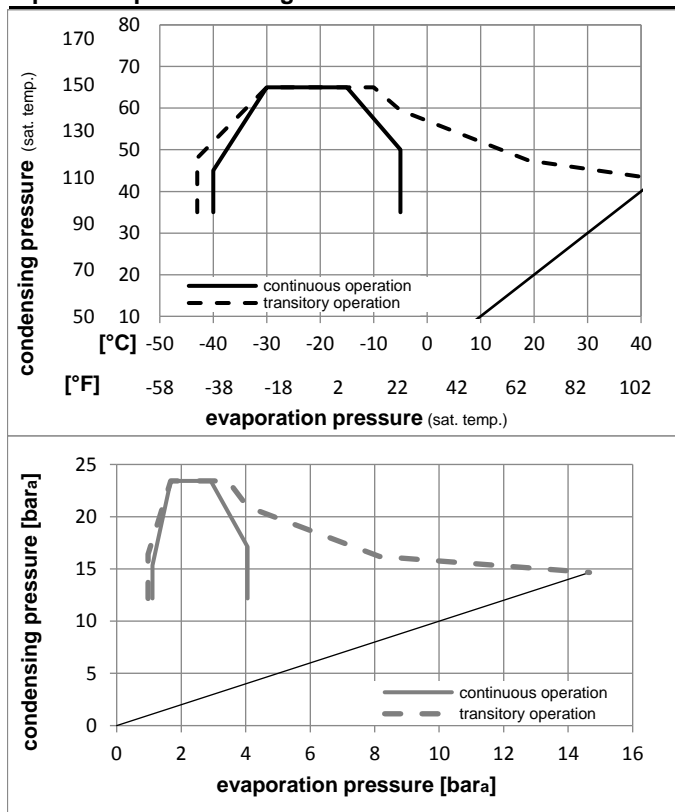 170
80
150
70
130
60
50
110
40
90
30
70
20
50
10
condensing pressure (sat. temp.)
continuous operation
transitory operation
[°C] -50 -40 -30 -20 -10 0 10 20 30 40
[°F] -58 -38 -18 2 22 42 62 82 102
evaporation pressure (sat. temp.)
25
20
15
10
5
0
condensing pressure [bara]
continuous operation
transitory operation
0 2 4 6 8 10 12 14 16
evaporation pressure [bara]